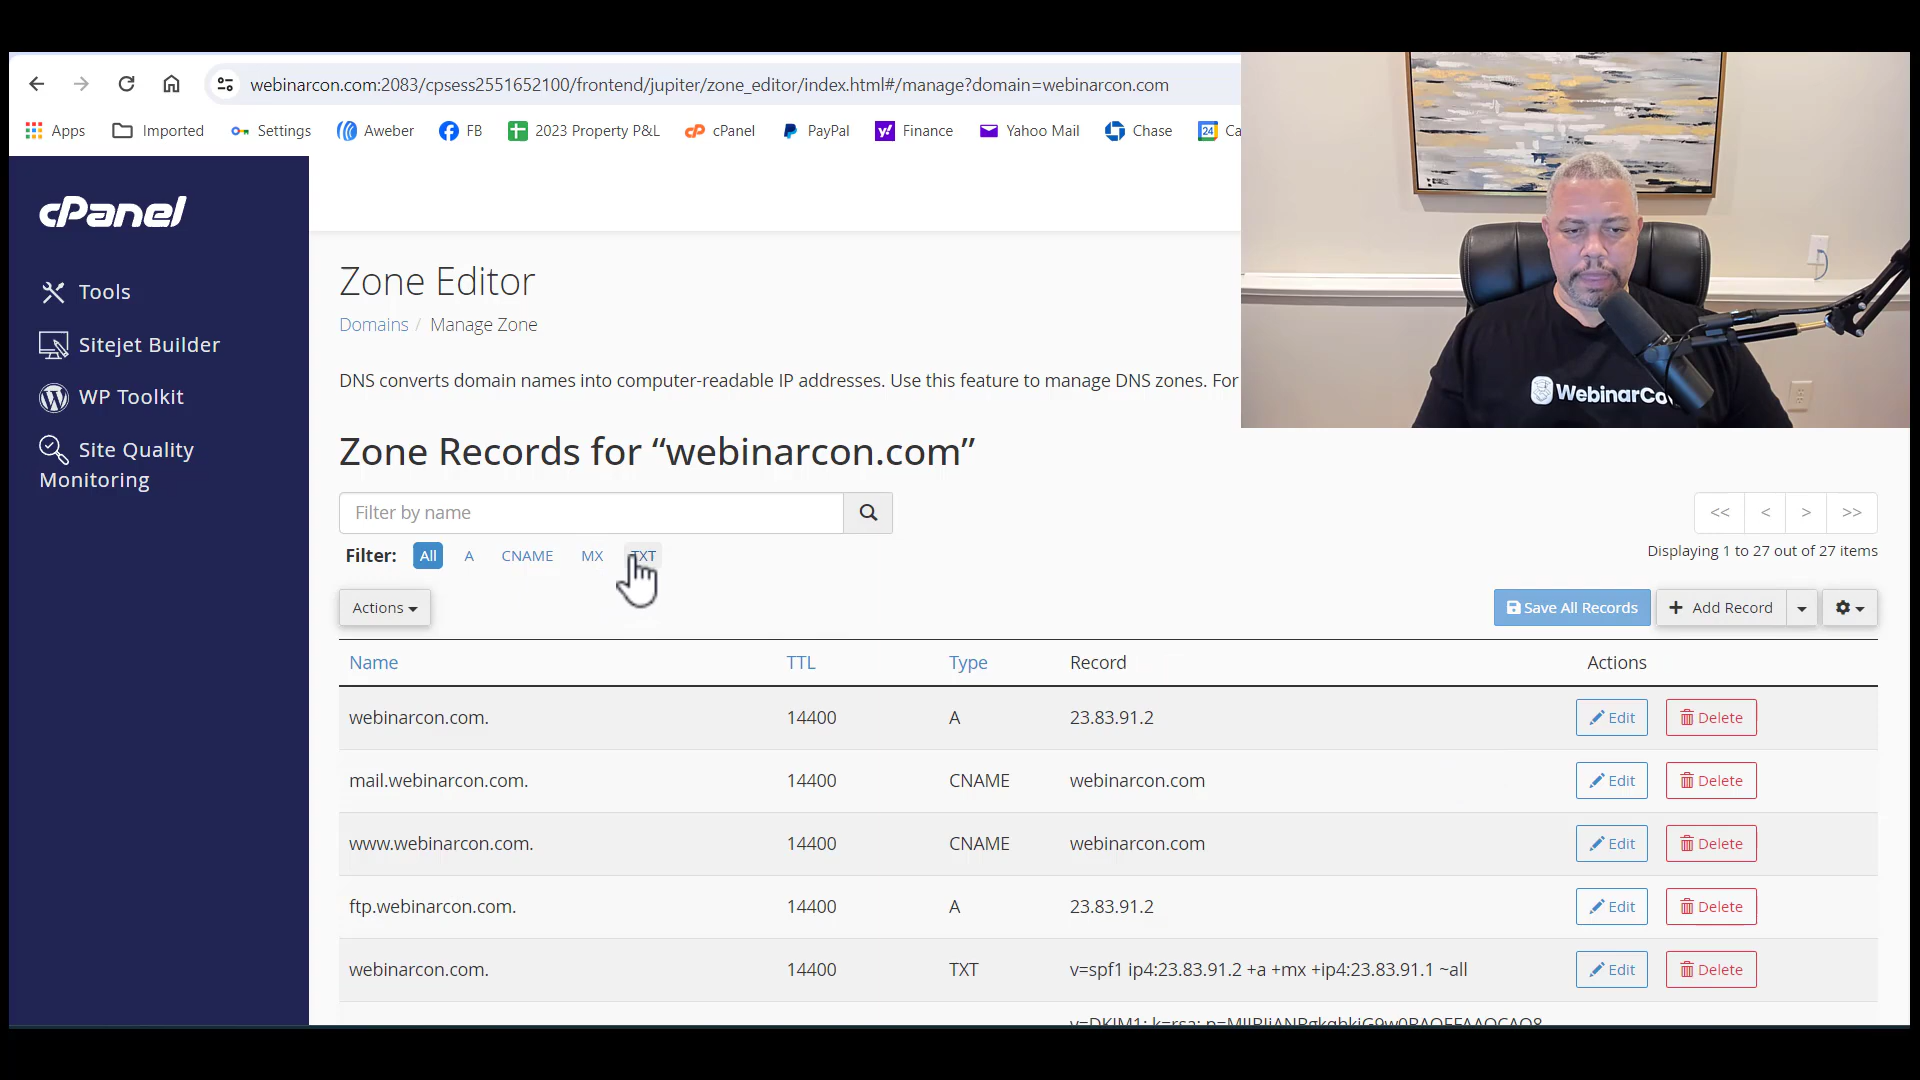 webinarcon.com:2083/cpsess2551652100/frontend/jupiter/zone_editor/index.html#/manage?domain=webinarcon.com
Apps Imported Settings Aweber FB 2023 Property P&L cPanel PayPal Finance Yahoo Mail Chase 24 Ca
cPanel
Tools
Sitejet Builder
WP Toolkit
Site Quality
Monitoring
Zone Editor
Domains / Manage Zone
DNS converts domain names into computer-readable IP addresses. Use this feature to manage DNS zones. For
WebinarCo
Zone Records for “webinarcon.com”
Filter by name
<< < > >>
Displaying 1 to 27 out of 27 items
Filter: All A CNAME MX TXT
Actions
Save All Records + Add Record
Name TTL Type Record Actions
webinarcon.com. 14400 A 23.83.91.2 Edit Delete
mail.webinarcon.com. 14400 CNAME webinarcon.com Edit Delete
www.webinarcon.com. 14400 CNAME webinarcon.com Edit Delete
ftp.webinarcon.com. 14400 A 23.83.91.2 Edit Delete
webinarcon.com. 14400 TXT v=spf1 ip4:23.83.91.2 +a +mx +ip4:23.83.91.1 ~all Edit Delete
v=DKIM1; k=rsa;